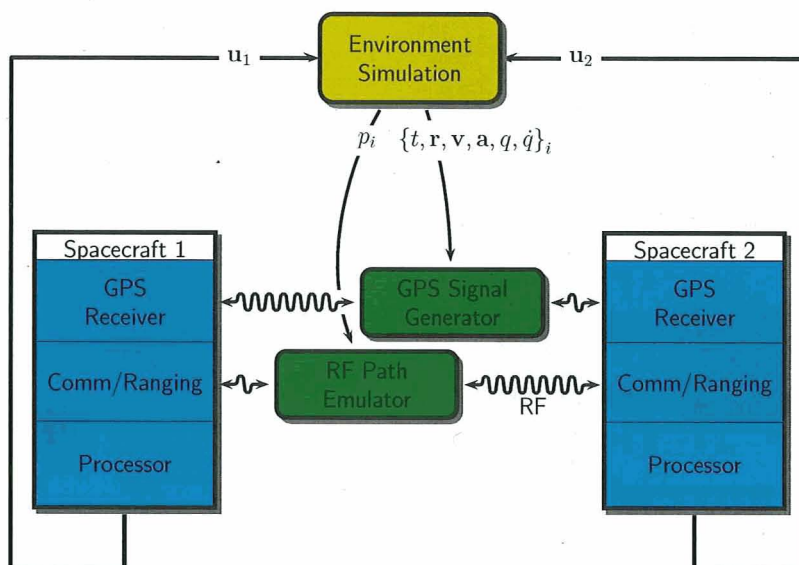 Environment
Simulation
u₁
u₂
pᵢ
{t, r, v, a, q, q̇}ᵢ
Spacecraft 1
GPS
Receiver
Comm/Ranging
Processor
GPS Signal
Generator
RF Path
Emulator
RF
Spacecraft 2
GPS
Receiver
Comm/Ranging
Processor